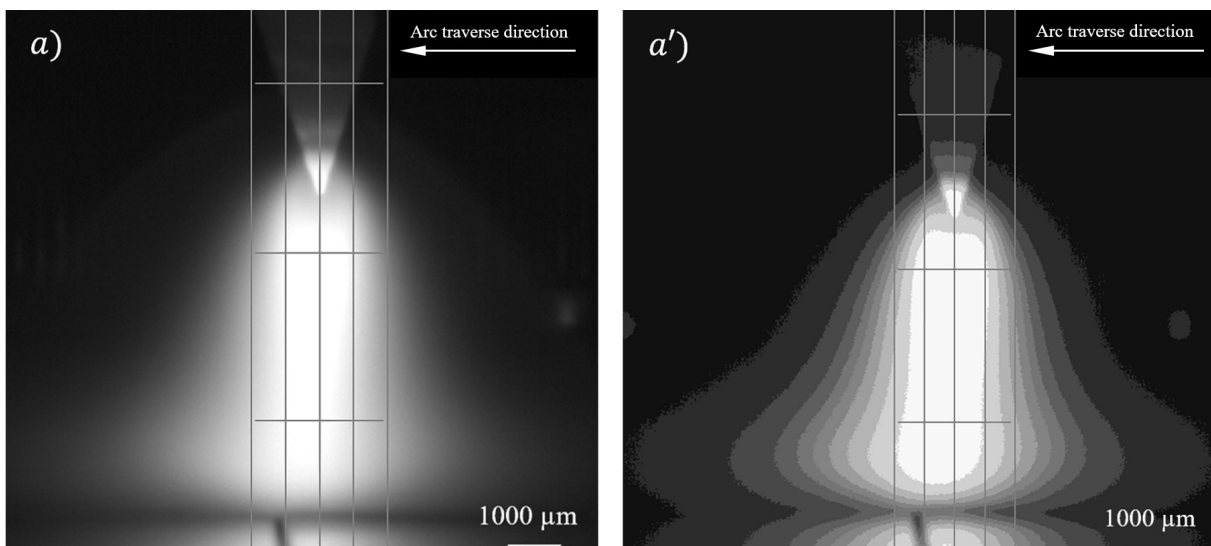 a)
Arc traverse direction
1000 µm
a')
Arc traverse direction
1000 µm